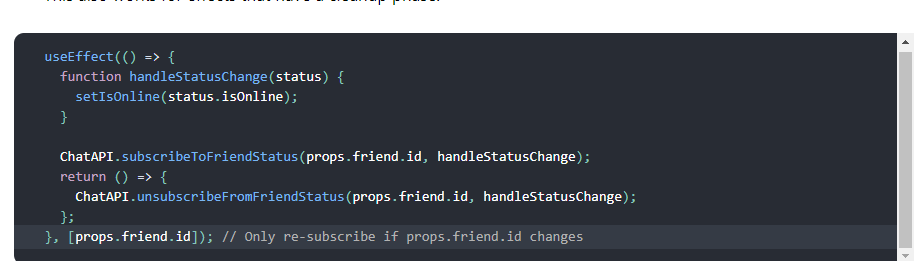 This also works for effects that have a cleanup phase:
useEffect(() => {
  function handleStatusChange(status) {
    setIsOnline(status.isOnline);
  }

  ChatAPI.subscribeToFriendStatus(props.friend.id, handleStatusChange);
  return () => {
    ChatAPI.unsubscribeFromFriendStatus(props.friend.id, handleStatusChange);
  };
}, [props.friend.id]); // Only re-subscribe if props.friend.id changes